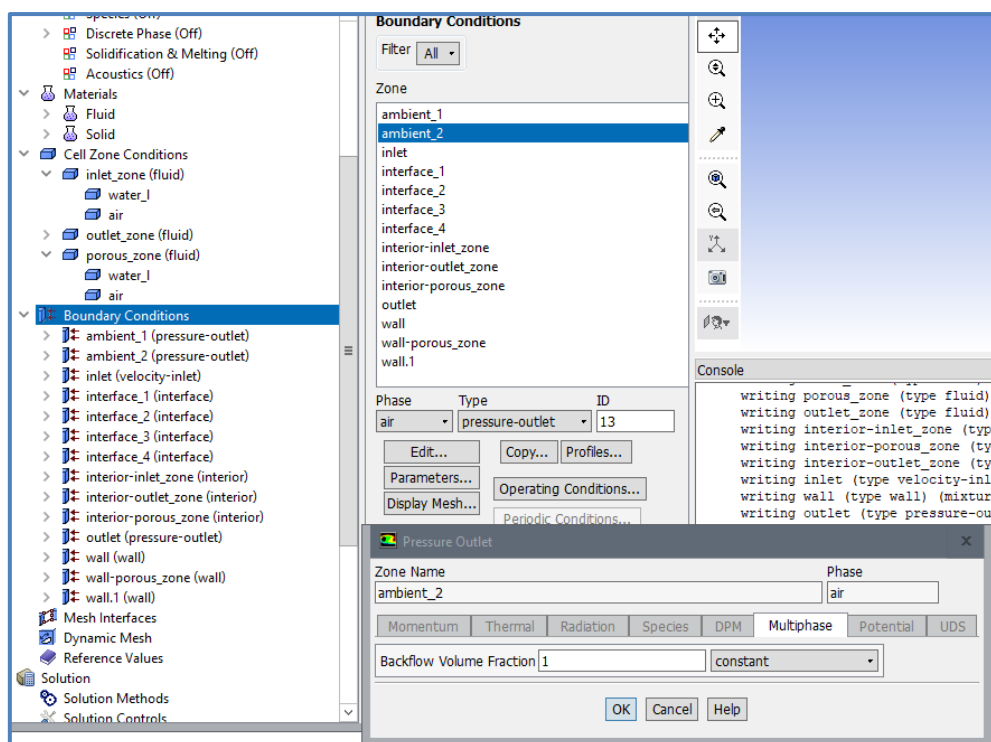 Species (Off)
Discrete Phase (Off)
Solidification & Melting (Off)
Acoustics (Off)
Materials
Fluid
Solid
Cell Zone Conditions
inlet_zone (fluid)
water_l
air
outlet_zone (fluid)
porous_zone (fluid)
water_l
air
Boundary Conditions
ambient_1 (pressure-outlet)
ambient_2 (pressure-outlet)
inlet (velocity-inlet)
interface_1 (interface)
interface_2 (interface)
interface_3 (interface)
interface_4 (interface)
interior-inlet_zone (interior)
interior-outlet_zone (interior)
interior-porous_zone (interior)
outlet (pressure-outlet)
wall (wall)
wall-porous_zone (wall)
wall.1 (wall)
Mesh Interfaces
Dynamic Mesh
Reference Values
Solution
Solution Methods
Solution Controls
Boundary Conditions
Filter All
Zone
ambient_1
ambient_2
inlet
interface_1
interface_2
interface_3
interface_4
interior-inlet_zone
interior-outlet_zone
interior-porous_zone
outlet
wall
wall-porous_zone
wall.1
Phase Type ID
air pressure-outlet 13
Edit... Copy... Profiles...
Parameters... Operating Conditions...
Display Mesh...
Periodic Conditions...
Console
writing porous_zone (type fluid)
writing outlet_zone (type fluid)
writing interior-inlet_zone (typ
writing interior-porous_zone (ty
writing interior-outlet_zone (ty
writing inlet (type velocity-inl
writing wall (type wall) (mixtur
writing outlet (type pressure-ou
Pressure Outlet x
Zone Name Phase
ambient_2 air
Momentum Thermal Radiation Species DPM Multiphase Potential UDS
Backflow Volume Fraction 1 constant
OK Cancel Help